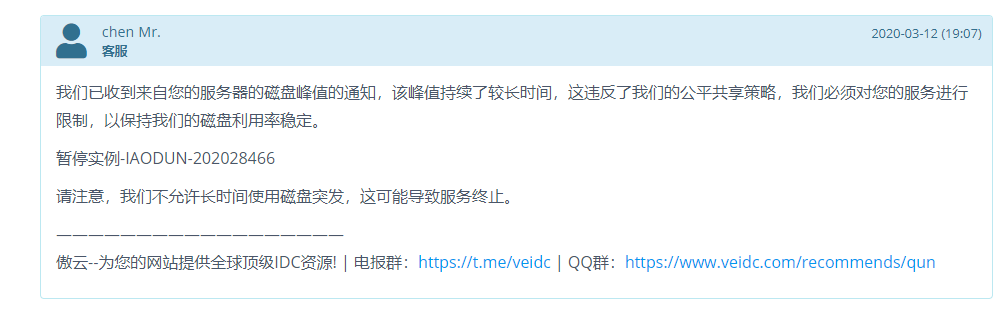 chen Mr.
2020-03-12 (19:07)
客服
我们已收到来自您的服务器的磁盘峰值的通知，该峰值持续了较长时间，这违反了我们的公平共享策略，我们必须对您的服务进行
限制，以保持我们的磁盘利用率稳定。
暂停实例-IAODUN-202028466
请注意，我们不允许长时间使用磁盘突发，这可能导致服务终止。
——————————————————
傲云--为您的网站提供全球顶级IDC资源! | 电报群：https://t.me/veidc | QQ群：https://www.veidc.com/recommends/qun